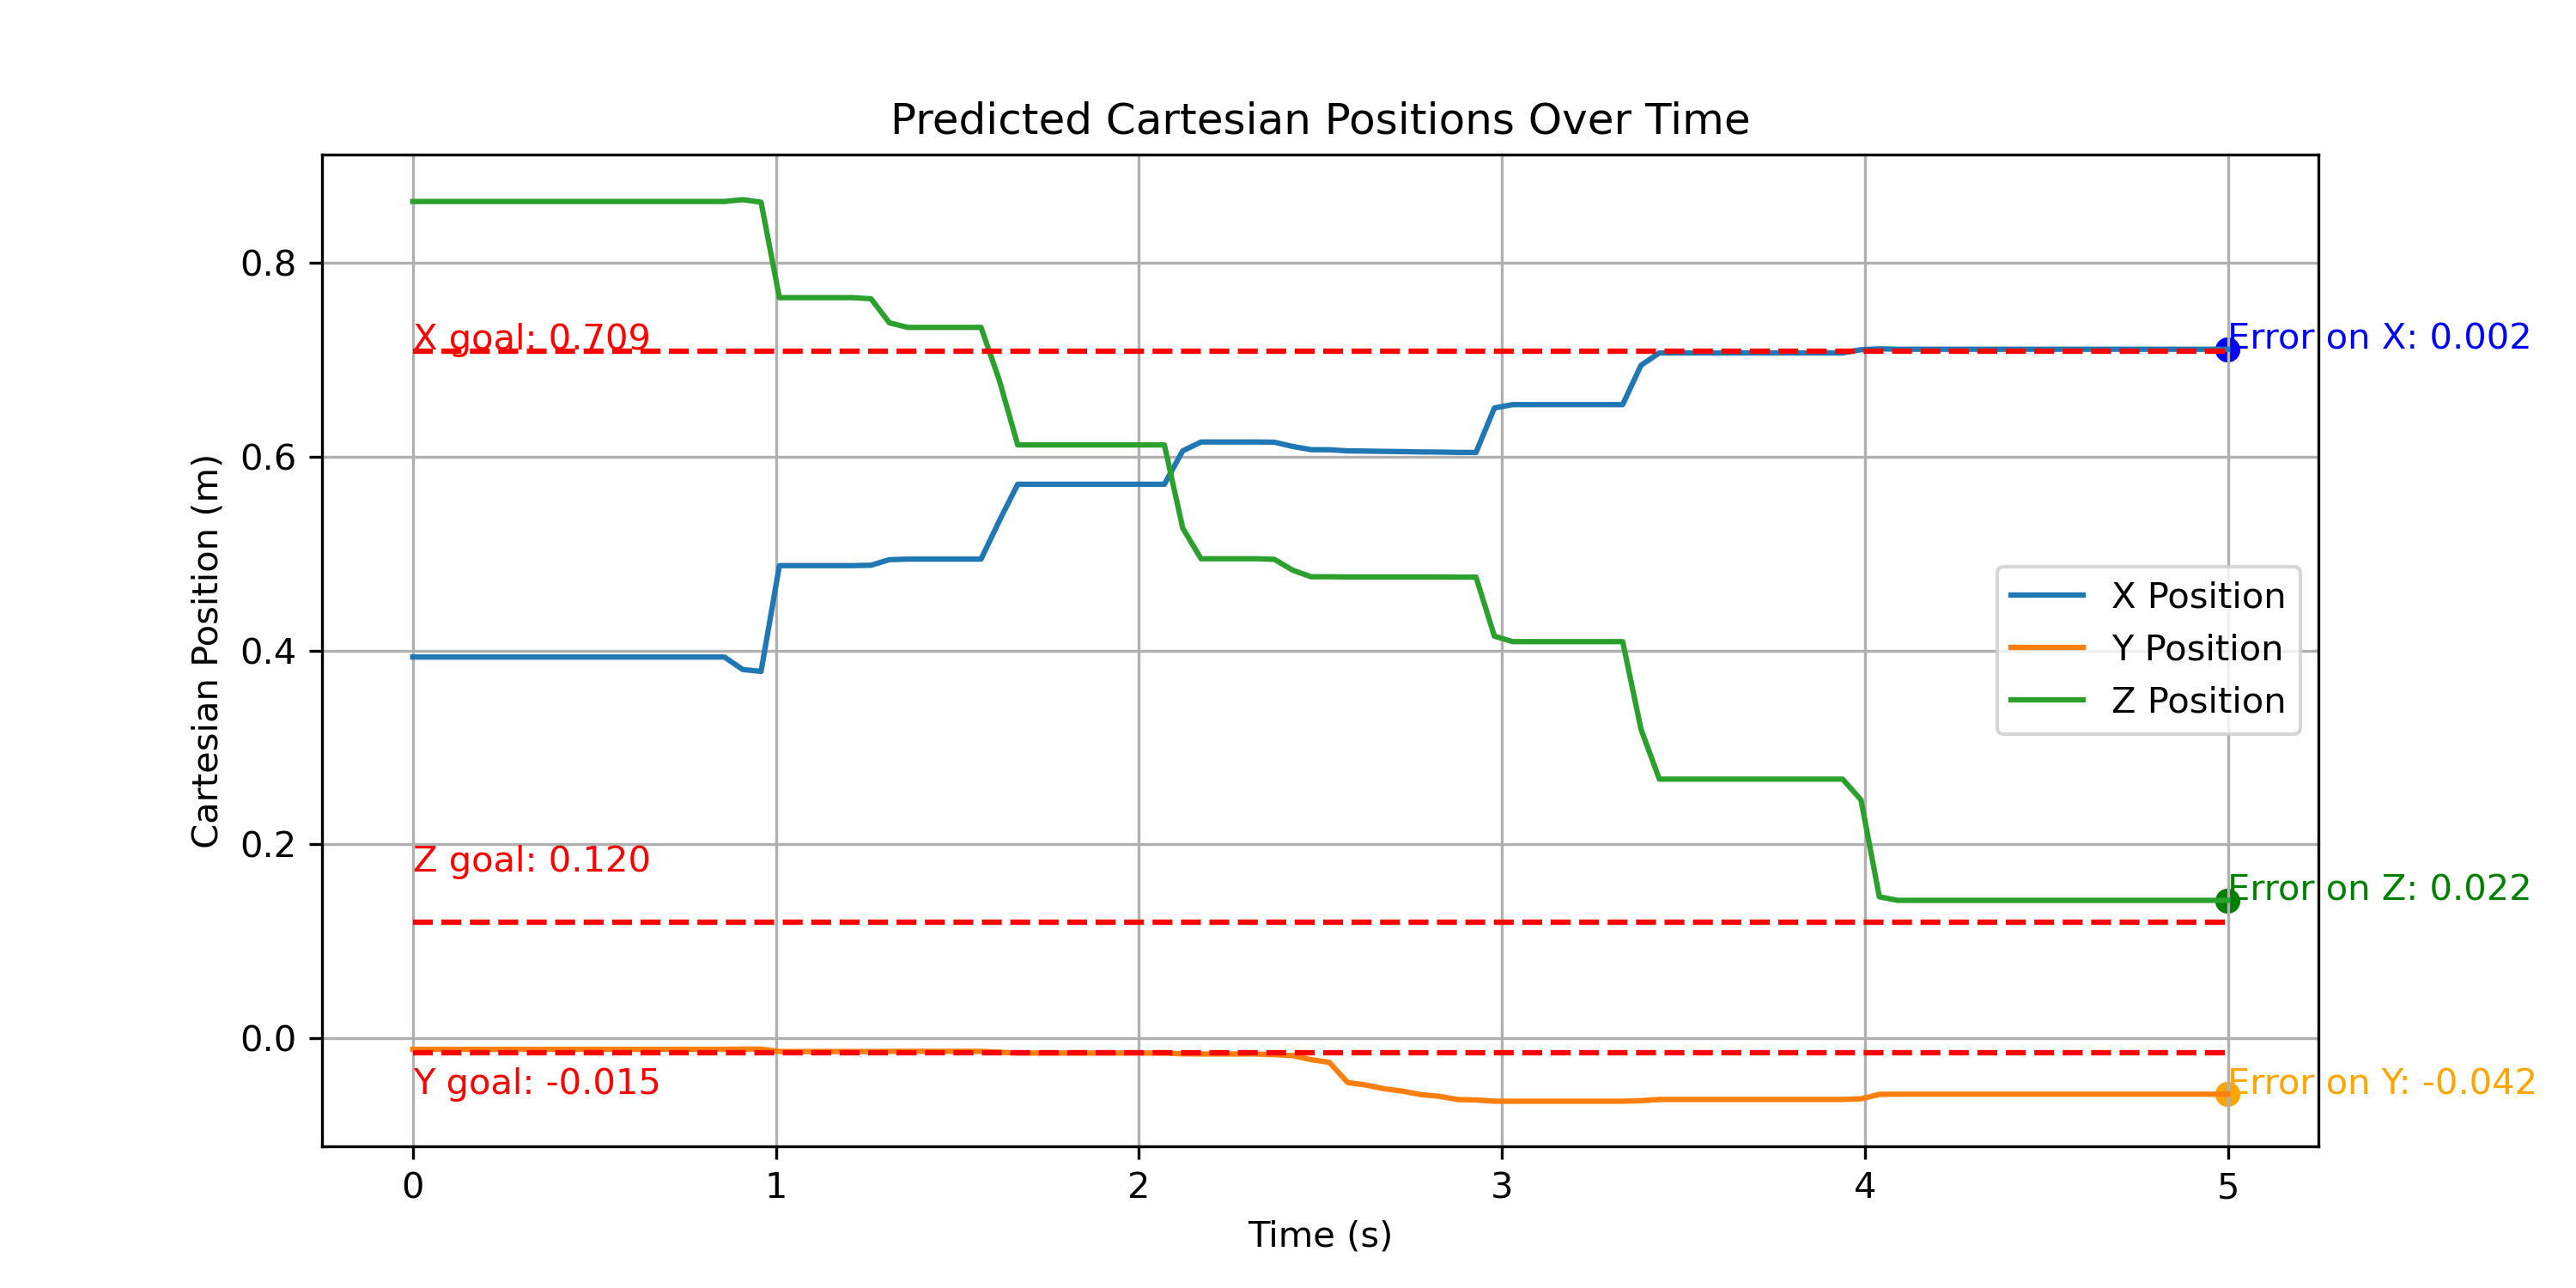 Predicted Cartesian Positions Over Time
Cartesian Position (m)
0.8
0.6
0.4
0.2
0.0
X goal: 0.709
Z goal: 0.120
Y goal: -0.015
Error on X: 0.002
X Position
Y Position
Z Position
Error on Z: 0.022
Error on Y: -0.042
0 1 2 3 4 5
Time (s)